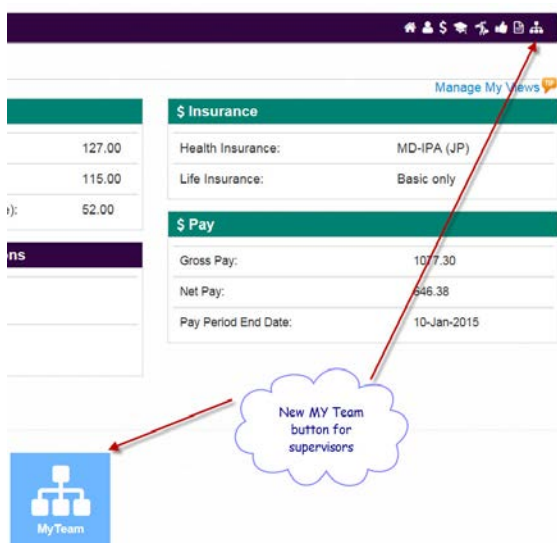 Manage My Views
TIP
127.00
115.00
e): 52.00
ns
$ Insurance
Health Insurance: MD-IPA (JP)
Life Insurance: Basic only
$ Pay
Gross Pay: 1077.30
Net Pay: 646.38
Pay Period End Date: 10-Jan-2015
New MY Team
button for
supervisors
MyTeam